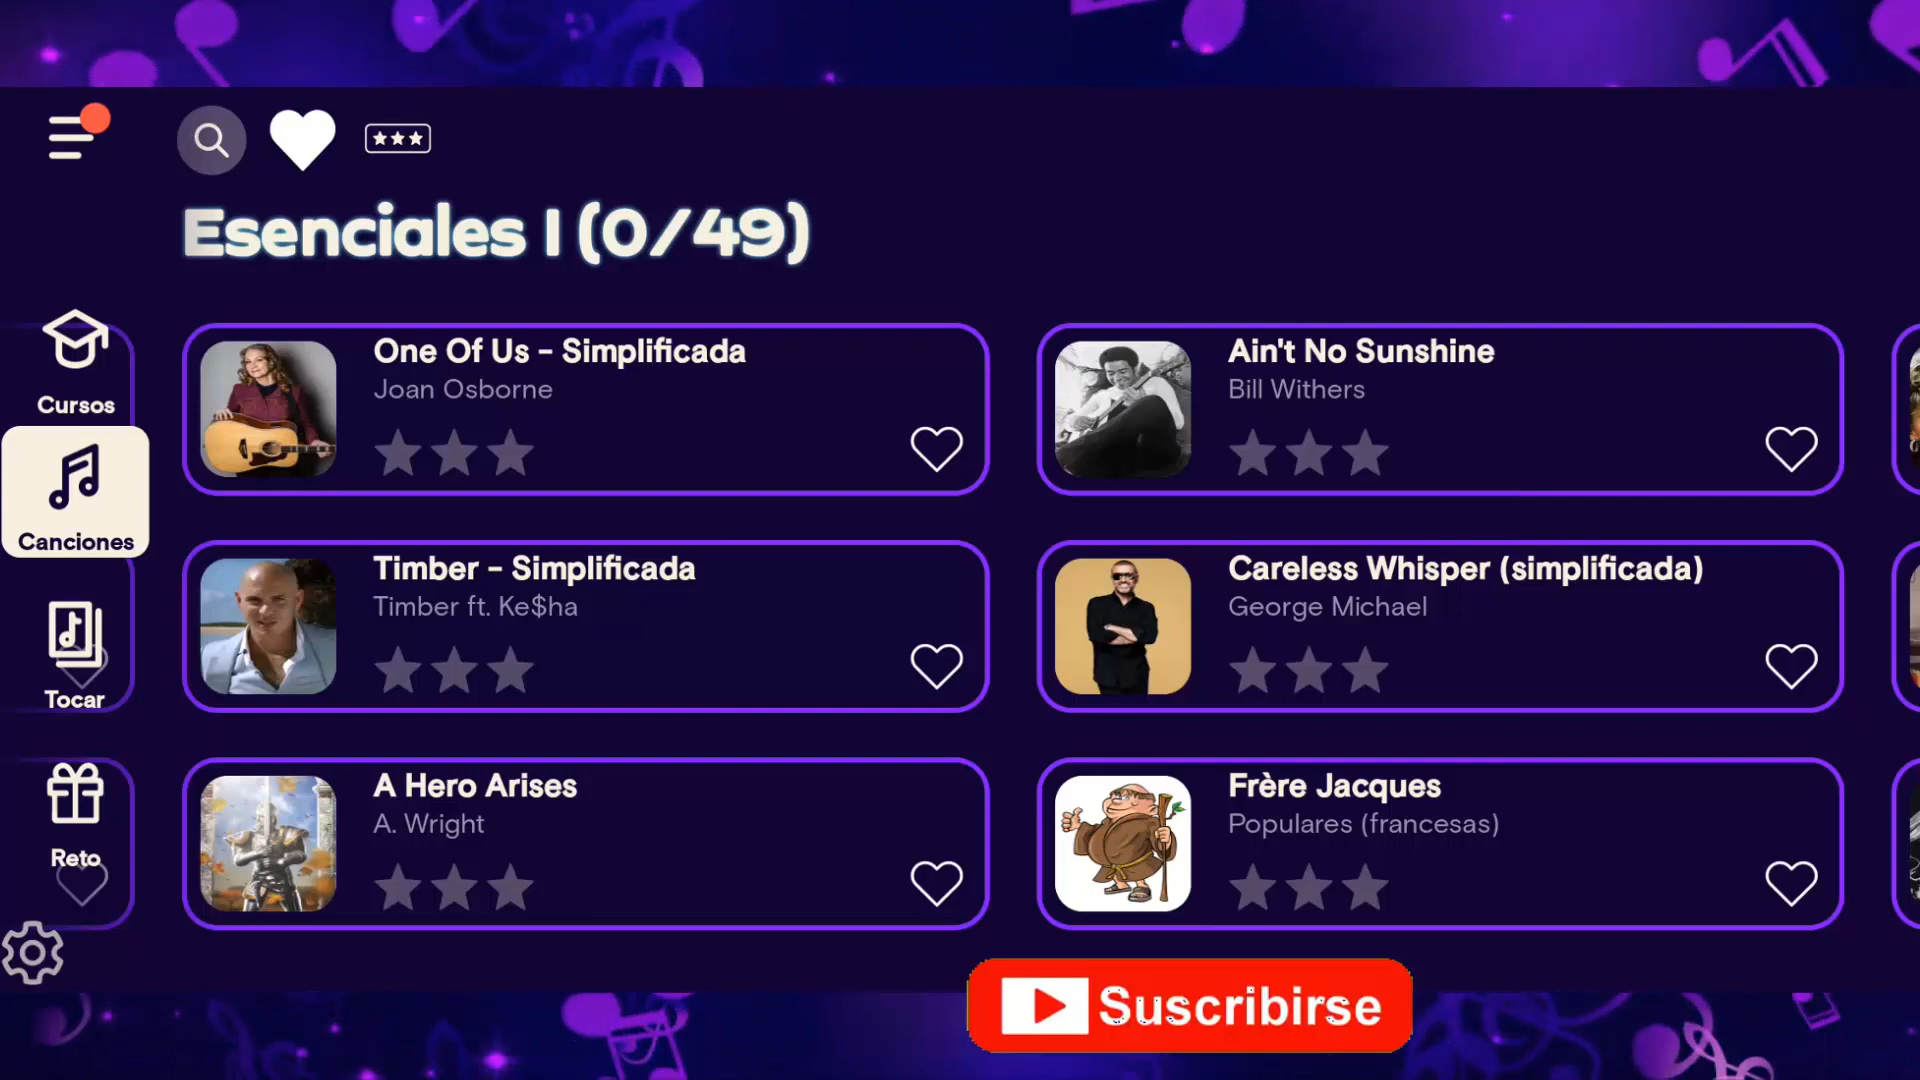 Esenciales I (0/49)
Cursos
Canciones
Tocar
Reto
One Of Us - Simplificada
Joan Osborne
Ain't No Sunshine
Bill Withers
Timber - Simplificada
Timber ft. Ke$ha
Careless Whisper (simplificada)
George Michael
A Hero Arises
A. Wright
Frère Jacques
Populares (francesas)
Suscribirse